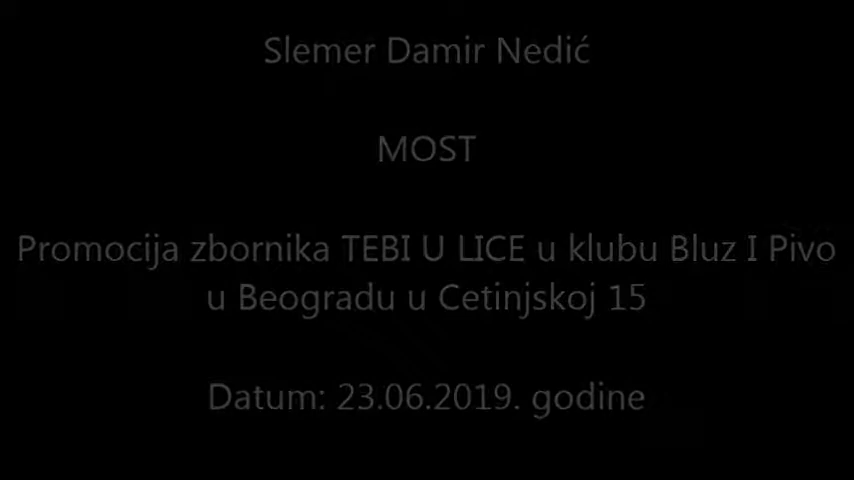 Slemer Damir Nedić
MOST
Promocija zbornika TEBI U LICE u klubu Bluz I Pivo
u Beogradu u Cetinjskoj 15
Datum: 23.06.2019. godine